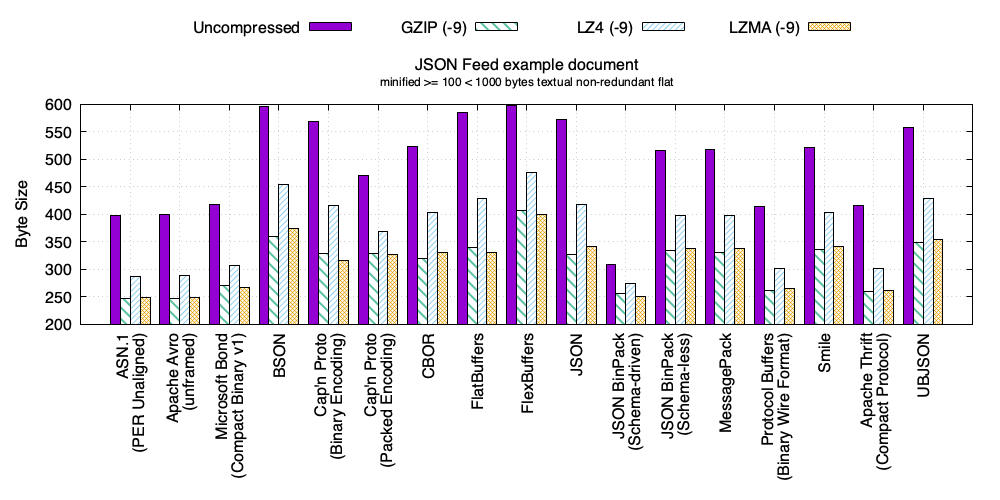 Uncompressed GZIP (-9) LZ4 (-9) LZMA (-9)
JSON Feed example document
minified >= 100 < 1000 bytes textual non-redundant flat
Byte Size
600
550
500
450
400
350
300
250
200
ASN.1
(PER Unaligned)
Apache Avro
(unframed)
Microsoft Bond
(Compact Binary v1)
BSON
Cap'n Proto
(Binary Encoding)
Cap'n Proto
(Packed Encoding)
CBOR
FlatBuffers
FlexBuffers
JSON
JSON BinPack
(Schema-driven)
JSON BinPack
(Schema-less)
MessagePack
Protocol Buffers
(Binary Wire Format)
Smile
Apache Thrift
(Compact Protocol)
UBJSON